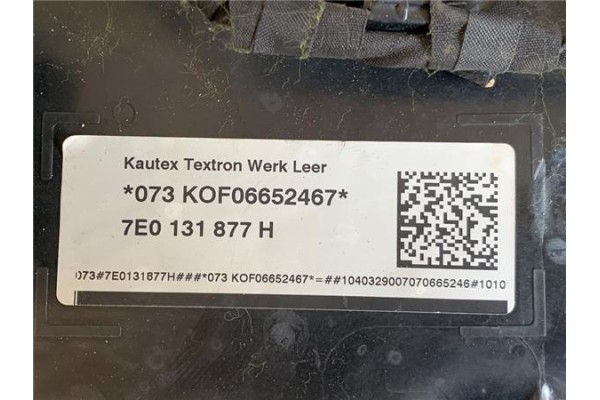 Kautex Textron Werk Leer
*073 KOF06652467*
7E0 131 877 H
073#7E0131877H###*073 KOF06652467*=##1040329007070665246#1010